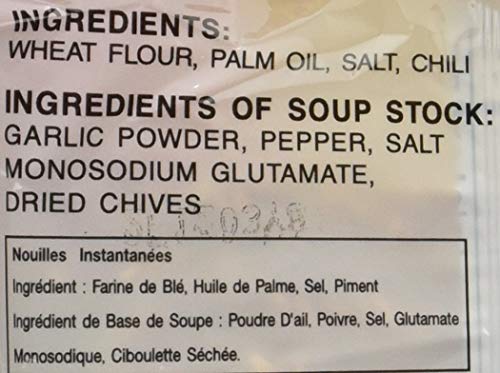 INGREDIENTS:
WHEAT FLOUR, PALM OIL, SALT, CHILI
INGREDIENTS OF SOUP STOCK:
GARLIC POWDER, PEPPER, SALT
MONOSODIUM GLUTAMATE,
DRIED CHIVES
Nouilles Instantanées
Ingrédient : Farine de Blé, Huile de Palme, Sel, Piment
Ingrédient de Base de Soupe : Poudre D'ail, Poivre, Sel, Glutamate
Monosodique, Ciboulette Séchée.